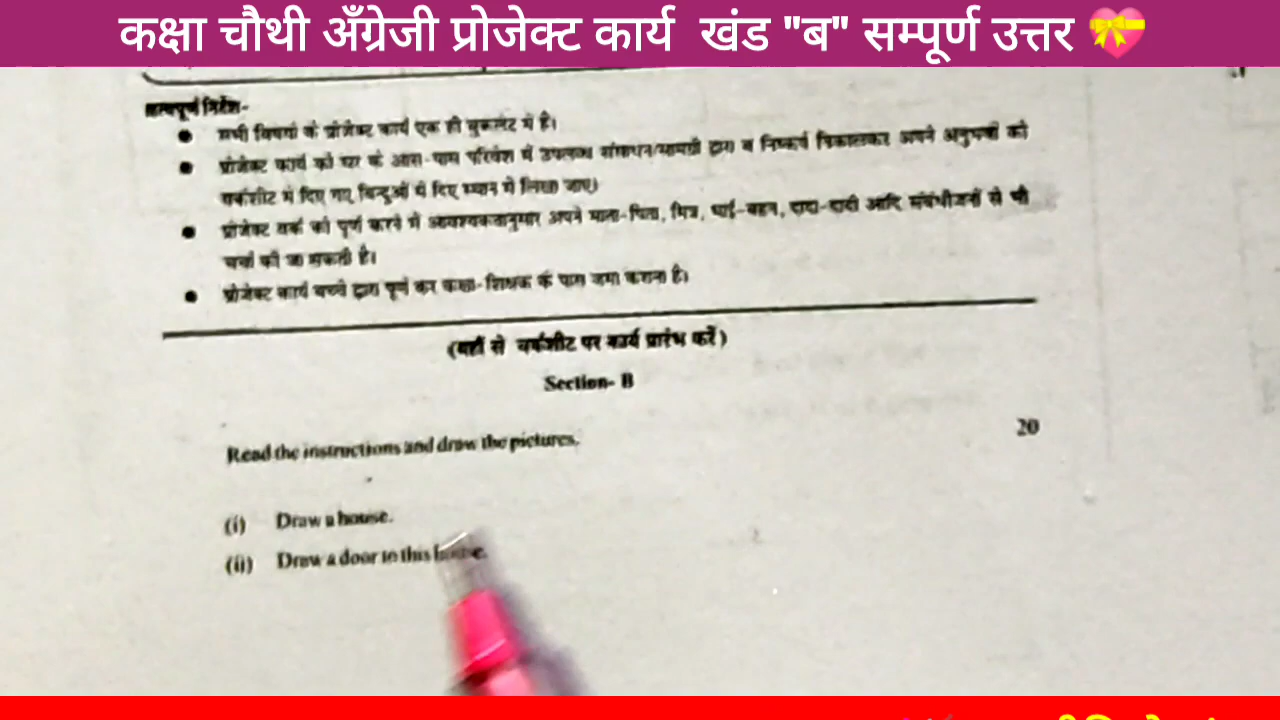 कक्षा चौथी अँग्रेजी प्रोजेक्ट कार्य खंड "ब" सम्पूर्ण उत्तर 💝
महत्वपूर्ण निर्देश-
● सभी विषयों के प्रोजेक्ट कार्य एक ही बुकलेट में है।
● प्रोजेक्ट कार्य को घर के आस-पास परिवेश में उपलब्ध संसाधन/सामग्री द्वारा व निष्कर्ष निकालकर अपने अनुभवों को
वर्कशीट में दिए गए बिन्दुओं में दिए स्थान में लिखा जाए।
● प्रोजेक्ट वर्क को पूर्ण करने में आवश्यकतानुसार अपने माता-पिता, मित्र, भाई-बहन, दादा-दादी आदि संबंधीजनों से भी
चर्चा की जा सकती है।
● प्रोजेक्ट कार्य बच्चे द्वारा पूर्ण कर कक्षा-शिक्षक के पास जमा कराना है।
(यहाँ से वर्कशीट पर कार्य प्रारंभ करें)
Section- B
Read the instructions and draw the pictures. 20
(i) Draw a house.
(ii) Draw a door to this house.